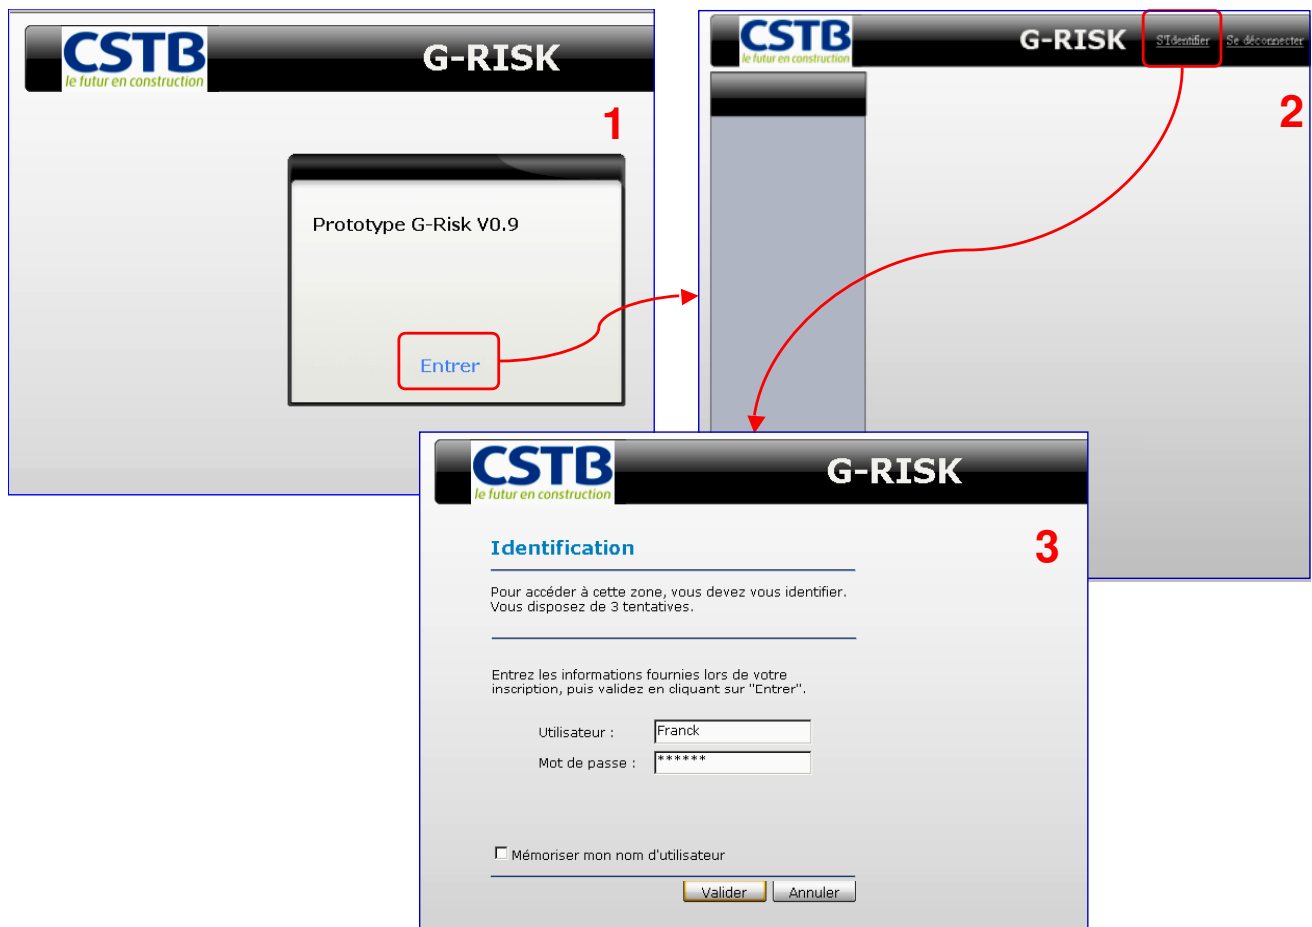 CSTB
le futur en construction
G-RISK
1
Prototype G-Risk V0.9
Entrer
CSTB
le futur en construction
G-RISK
S'Identifier
Se déconnecter
2
CSTB
le futur en construction
G-RISK
3
Identification
Pour accéder à cette zone, vous devez vous identifier.
Vous disposez de 3 tentatives.
Entrez les informations fournies lors de votre
inscription, puis validez en cliquant sur "Entrer".
Utilisateur : Franck
Mot de passe : ******
Mémoriser mon nom d'utilisateur
Valider Annuler